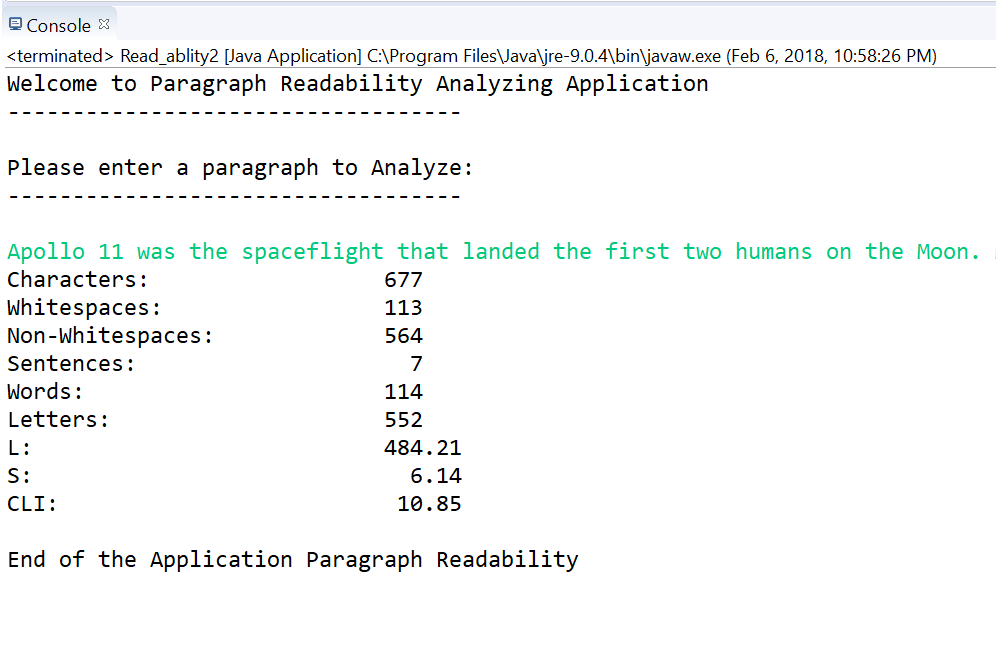 Console
<terminated> Read_ablity2 [Java Application] C:\Program Files\Java\jre-9.0.4\bin\javaw.exe (Feb 6, 2018, 10:58:26 PM)
Welcome to Paragraph Readability Analyzing Application
-----------------------------------
Please enter a paragraph to Analyze:
-----------------------------------
Apollo 11 was the spaceflight that landed the first two humans on the Moon.
Characters: 677
Whitespaces: 113
Non-Whitespaces: 564
Sentences: 7
Words: 114
Letters: 552
L: 484.21
S: 6.14
CLI: 10.85
End of the Application Paragraph Readability